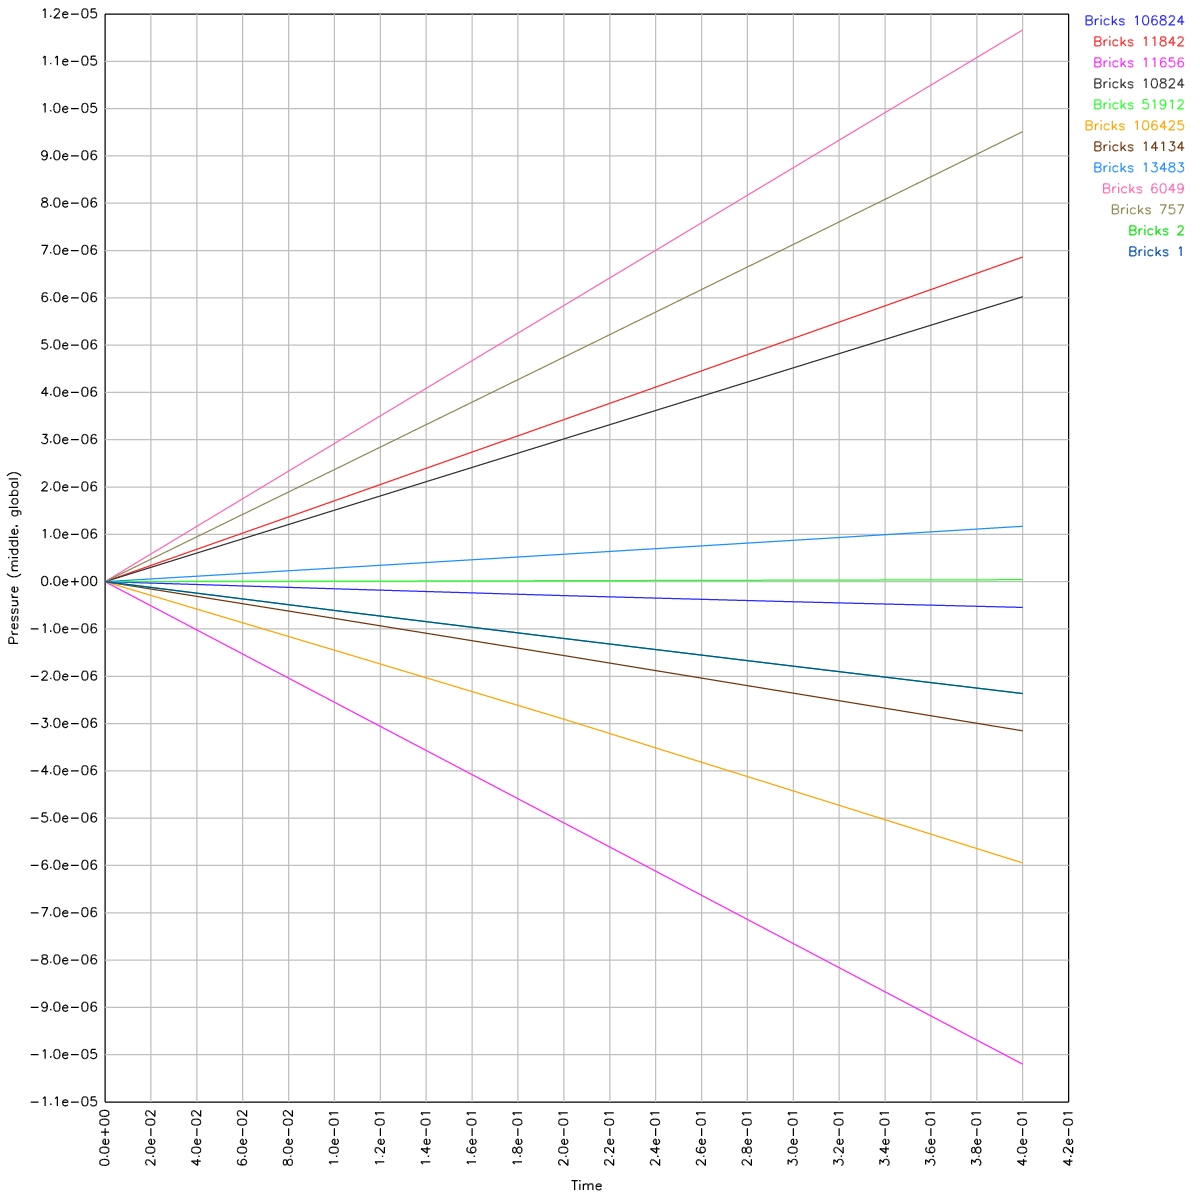 1.2e−05
1.1e−05
1.0e−05
9.0e−06
8.0e−06
7.0e−06
6.0e−06
5.0e−06
4.0e−06
3.0e−06
2.0e−06
1.0e−06
0.0e+00
−1.0e−06
−2.0e−06
−3.0e−06
−4.0e−06
−5.0e−06
−6.0e−06
−7.0e−06
−8.0e−06
−9.0e−06
−1.0e−05
−1.1e−05
Pressure (middle, global)
0.0e+00
2.0e−02
4.0e−02
6.0e−02
8.0e−02
1.0e−01
1.2e−01
1.4e−01
1.6e−01
1.8e−01
2.0e−01
2.2e−01
2.4e−01
2.6e−01
2.8e−01
3.0e−01
3.2e−01
3.4e−01
3.6e−01
3.8e−01
4.0e−01
4.2e−01
Time
Bricks 106824
Bricks 11842
Bricks 11656
Bricks 10824
Bricks 51912
Bricks 106425
Bricks 14134
Bricks 13483
Bricks 6049
Bricks 757
Bricks 2
Bricks 1